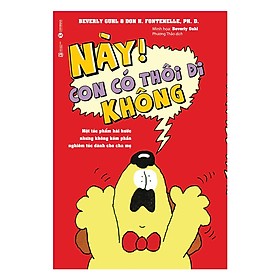 BEVERLY GUHL & DON H. FONTENELLE, PH. D.
Minh họa: Beverly Guhl
Phương Thảo dịch
NÀY!
CON CÓ THÔI ĐI
KHÔNG
Một tác phẩm hài hước
nhưng không kém phần
nghiêm túc dành cho cha mẹ